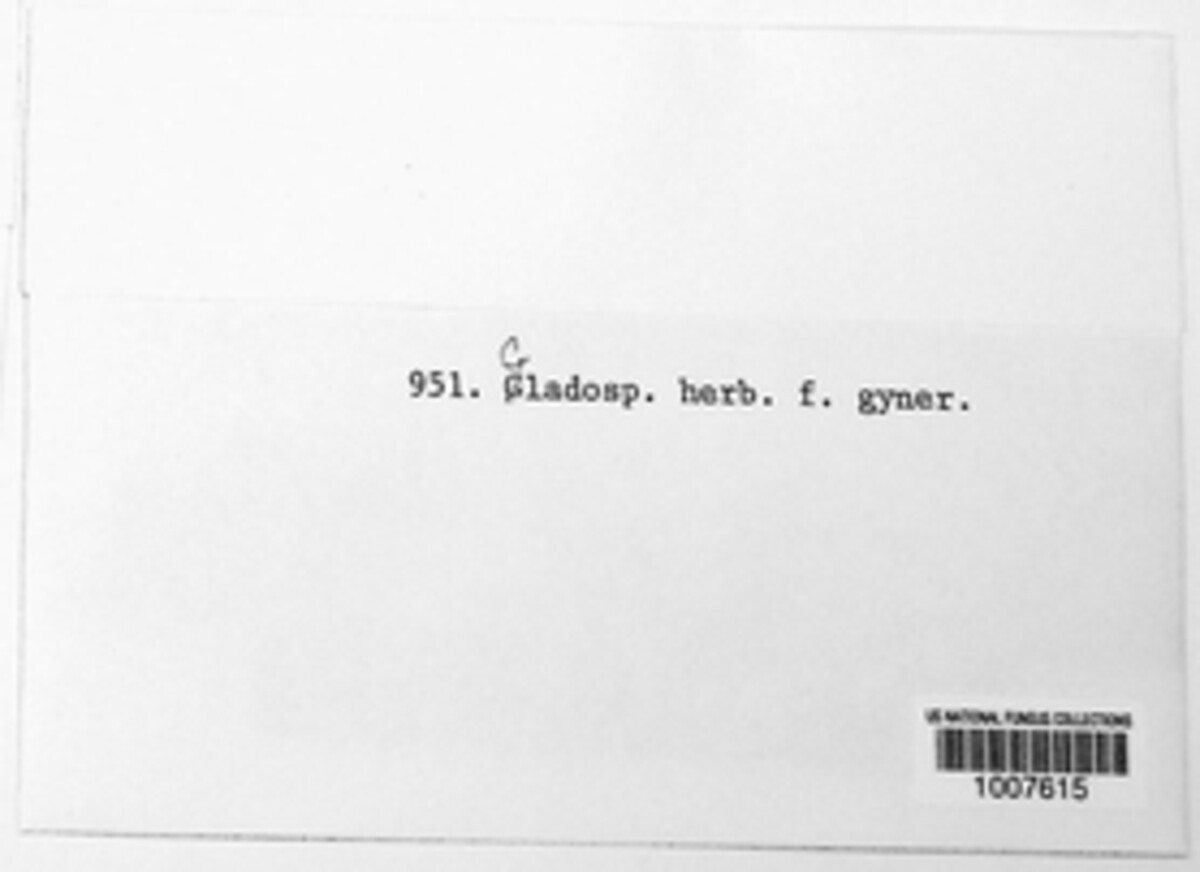 951. Cladosp. herb. f. gyner.
US NATIONAL FUNGUS COLLECTIONS
1007615